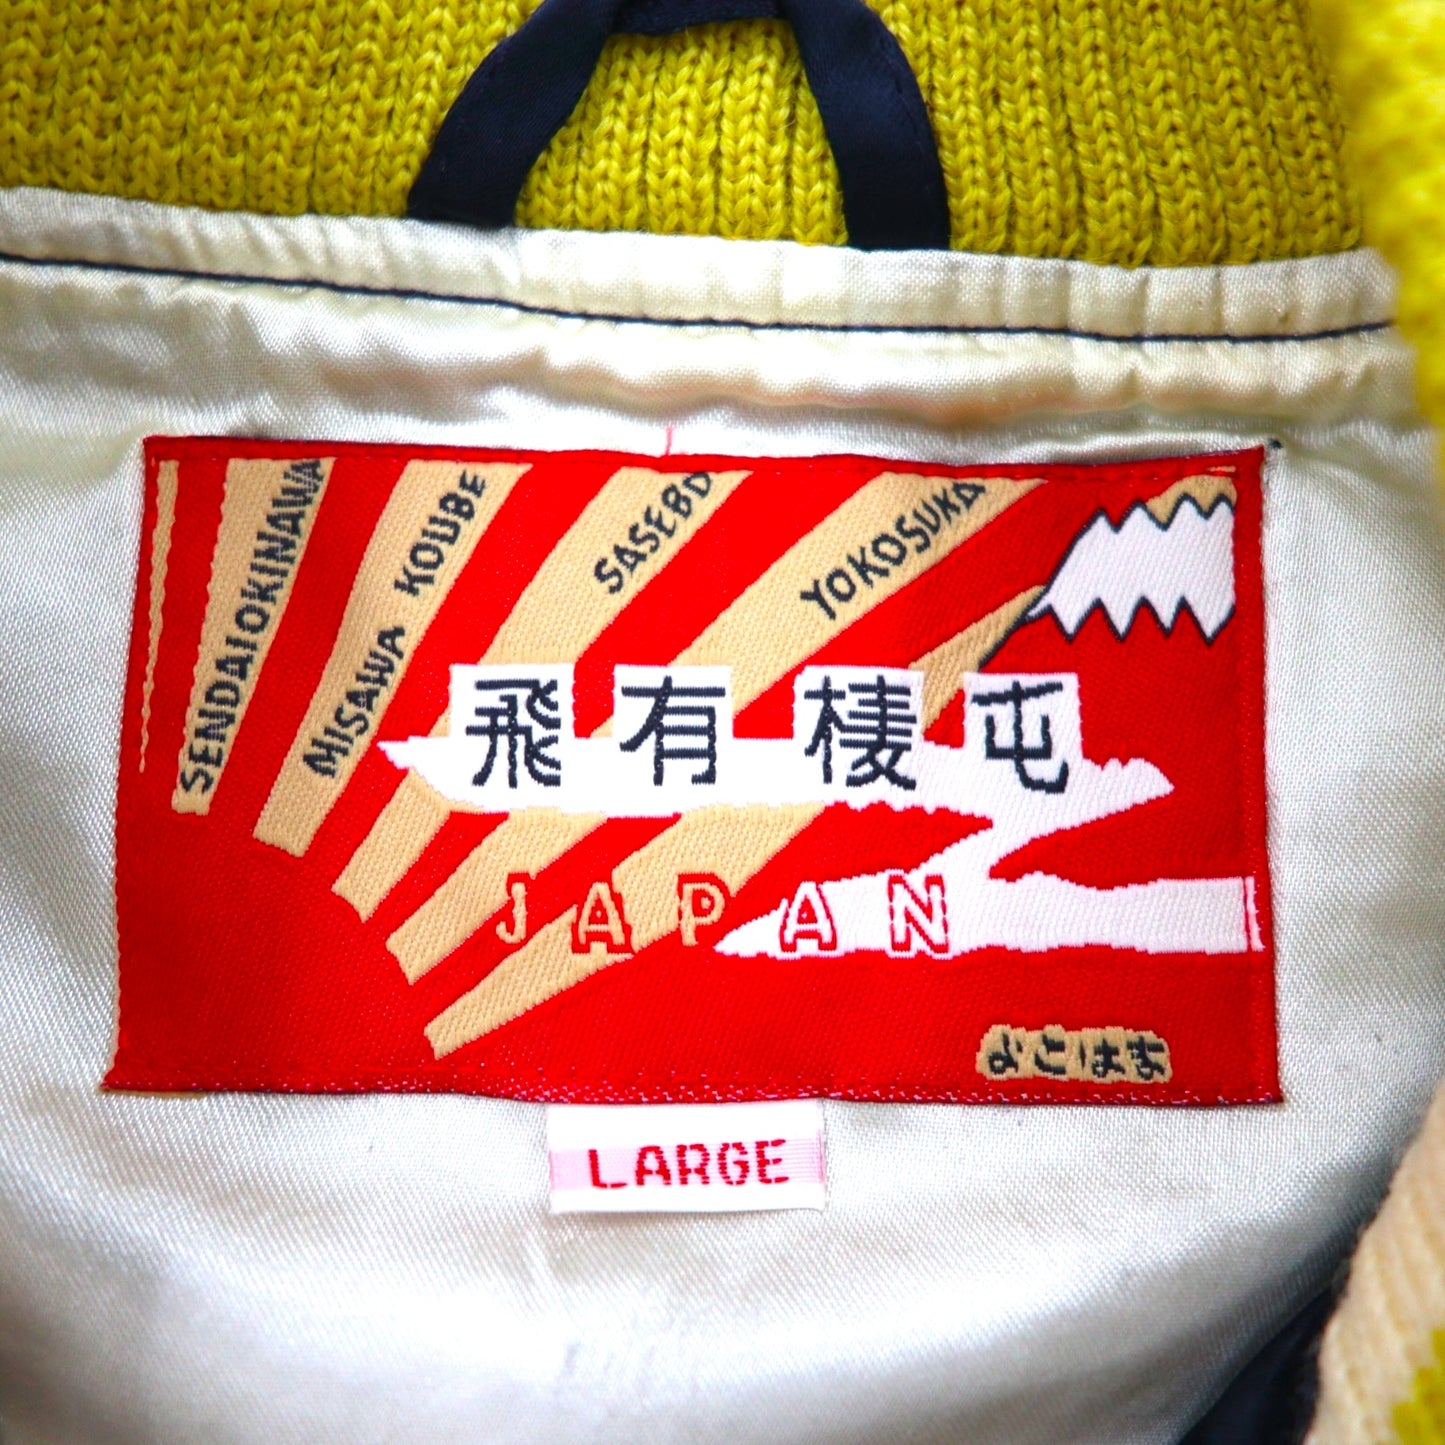 SENDAIOKINAWA
MISAWA KOUBE
SASEBO
YOKOSUKA
飛有棲屯
JAPAN
よこはま
LARGE